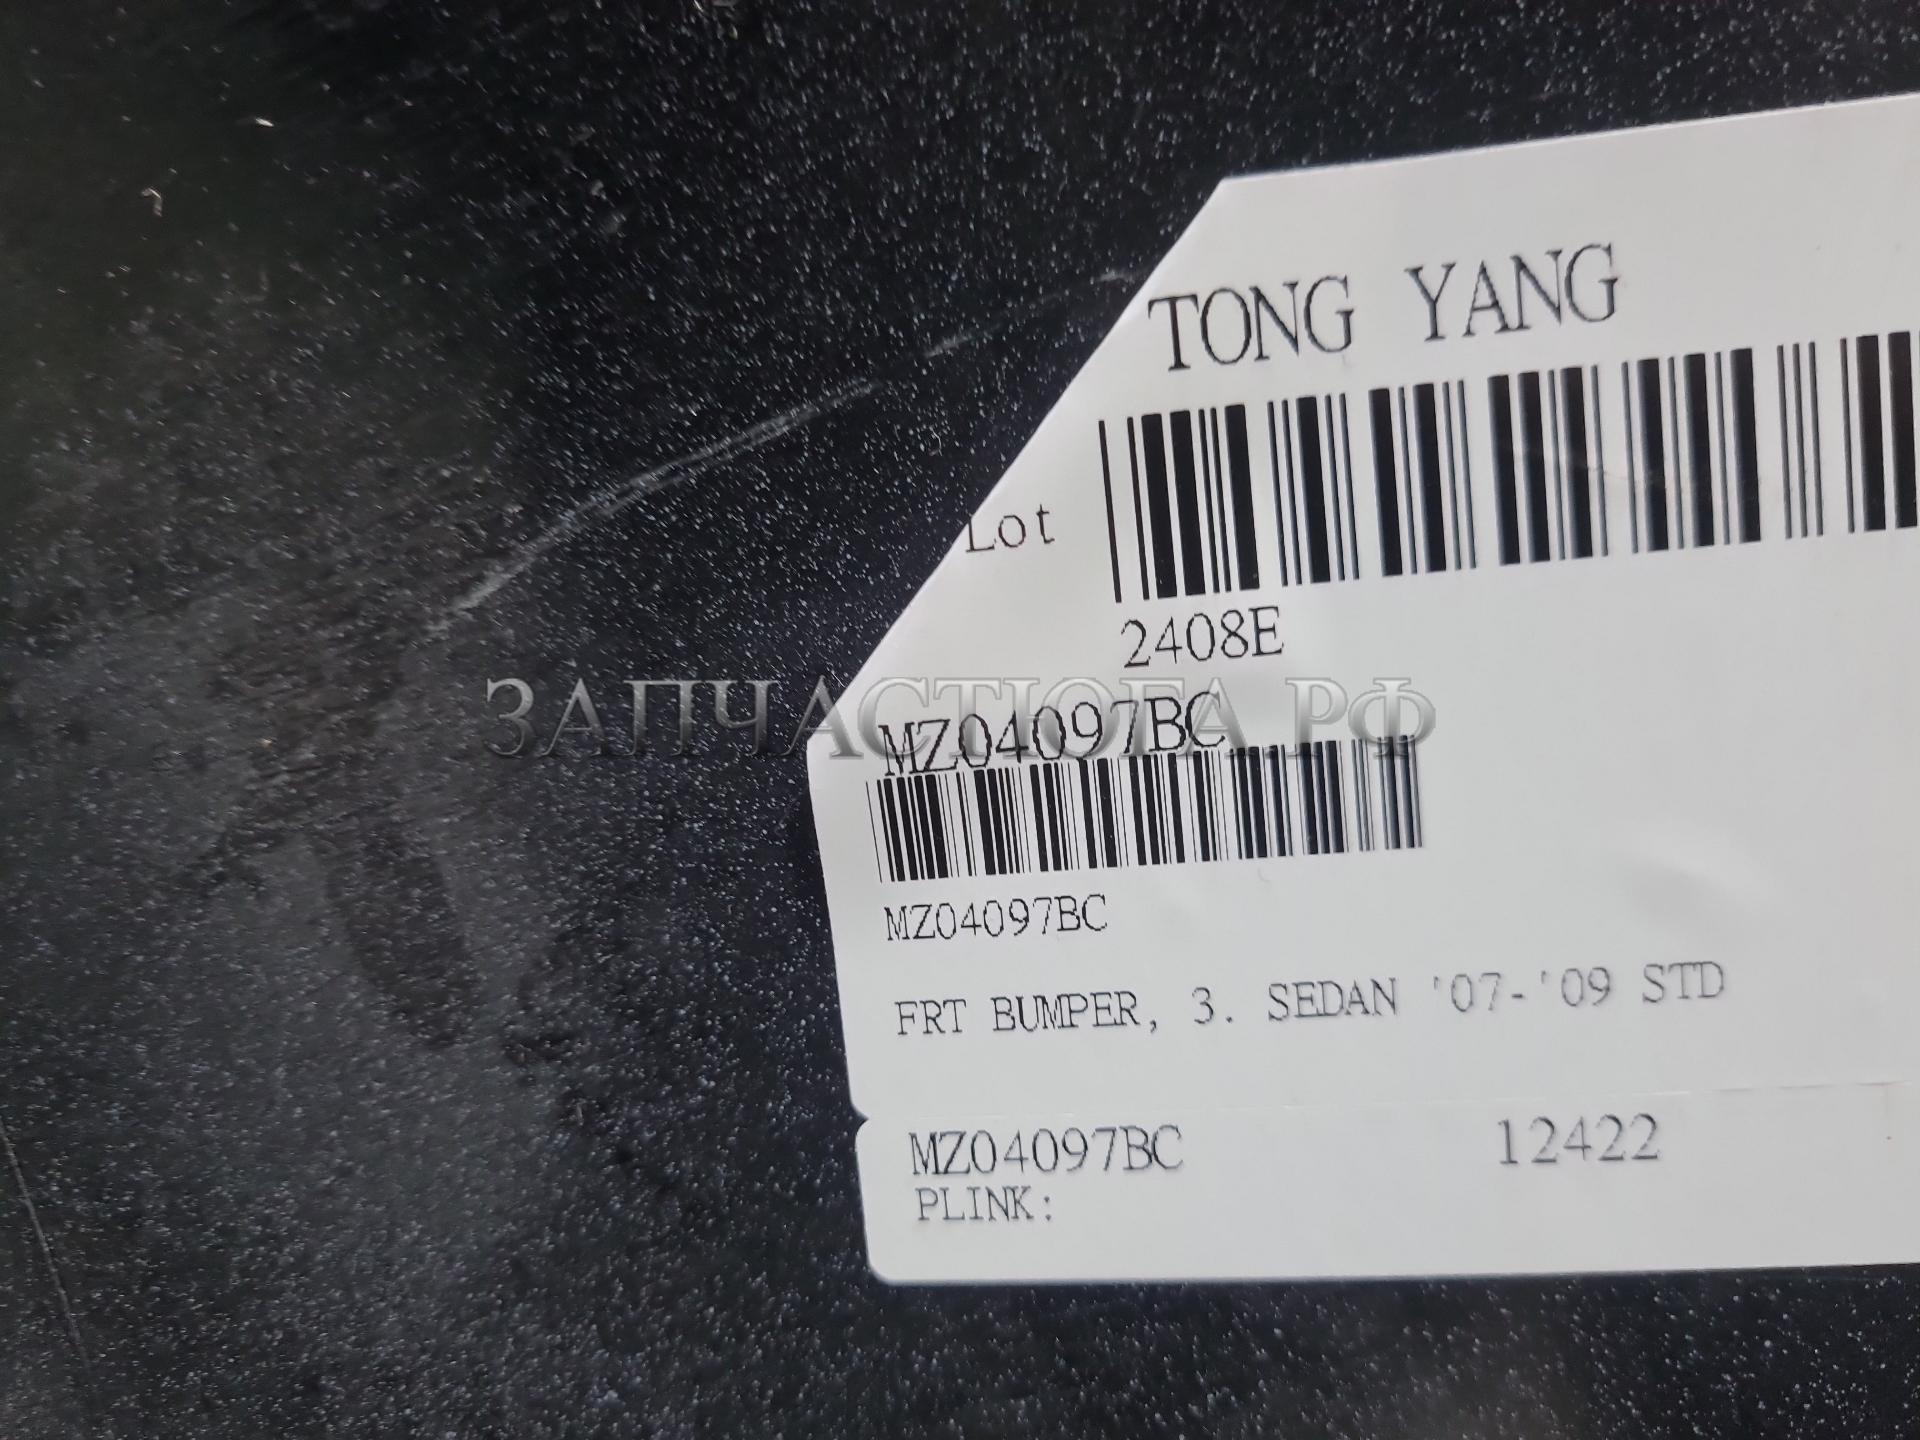 TONG YANG
Lot
2408E
ЗАПЧАСТЮГА.РФ
MZ04097BC
MZ04097BC
FRT BUMPER, 3. SEDAN '07-'09 STD
MZ04097BC 12422
PLINK: